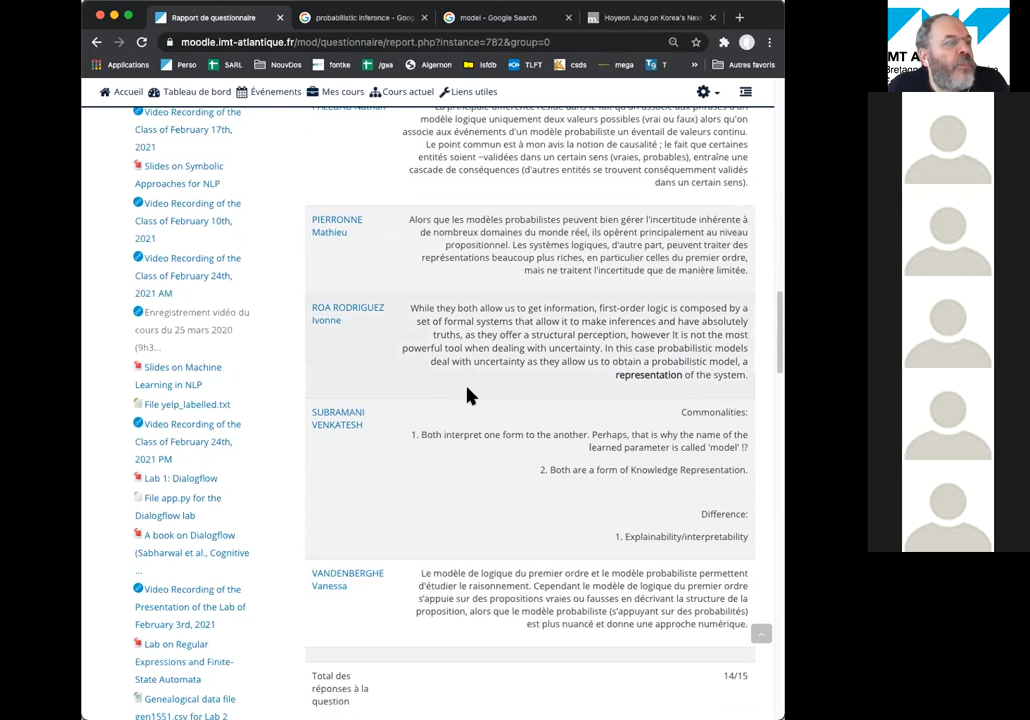 Rapport de questionnaire
probabilistic inference - Goog
model - Google Search
Hoyeon Jung on Korea's Next
moodle.imt-atlantique.fr/mod/questionnaire/report.php?instance=782&group=0
Applications
Perso
SARL
NouvDos
fontke
/gwa
Algernon
lsfdb
TLFT
csds
mega
T
»
Autres favoris
Accueil
Tableau de bord
Événements
Mes cours
Cours actuel
Liens utiles
Video Recording of the
Class of February 17th,
2021
Slides on Symbolic
Approaches for NLP
Video Recording of the
Class of February 10th,
2021
Video Recording of the
Class of February 24th,
2021 AM
Enregistrement vidéo du
cours du 25 mars 2020
(9h3...
Slides on Machine
Learning in NLP
File yelp_labelled.txt
Video Recording of the
Class of February 24th,
2021 PM
Lab 1: Dialogflow
File app.py for the
Dialogflow lab
A book on Dialogflow
(Sabharwal et al., Cognitive
...
Video Recording of the
Presentation of the Lab of
February 3rd, 2021
Lab on Regular
Expressions and Finite-
State Automata
Genealogical data file
gen1551.csv for Lab 2
La principale différence réside dans le fait qu'on associe aux phrases d'un
modèle logique uniquement deux valeurs possibles (vrai ou faux) alors qu'on
associe aux événements d'un modèle probabiliste un éventail de valeurs continu.
Le point commun est à mon avis la notion de causalité ; le fait que certaines
entités soient ~validées dans un certain sens (vraies, probables), entraîne une
cascade de conséquences (d'autres entités se trouvent conséquemment validés
dans un certain sens).
PIERRONNE
Mathieu
Alors que les modèles probabilistes peuvent bien gérer l'incertitude inhérente à
de nombreux domaines du monde réel, ils opèrent principalement au niveau
propositionnel. Les systèmes logiques, d'autre part, peuvent traiter des
représentations beaucoup plus riches, en particulier celles du premier ordre,
mais ne traitent l'incertitude que de manière limitée.
ROA RODRIGUEZ
Ivonne
While they both allow us to get information, first-order logic is composed by a
set of formal systems that allow it to make inferences and have absolutely
truths, as they offer a structural perception, however It is not the most
powerful tool when dealing with uncertainty. In this case probabilistic models
deal with uncertainty as they allow us to obtain a probabilistic model, a
representation of the system.
SUBRAMANI
VENKATESH
Commonalities:
1. Both interpret one form to the another. Perhaps, that is why the name of the
learned parameter is called 'model' !?
2. Both are a form of Knowledge Representation.
Difference:
1. Explainability/interpretability
VANDENBERGHE
Vanessa
Le modèle de logique du premier ordre et le modèle probabiliste permettent
d'étudier le raisonnement. Cependant le modèle de logique du premier ordre
s'appuie sur des propositions vraies ou fausses en décrivant la structure de la
proposition, alors que le modèle probabiliste (s'appuyant sur des probabilités)
est plus nuancé et donne une approche numérique.
Total des
réponses à la
question
14/15